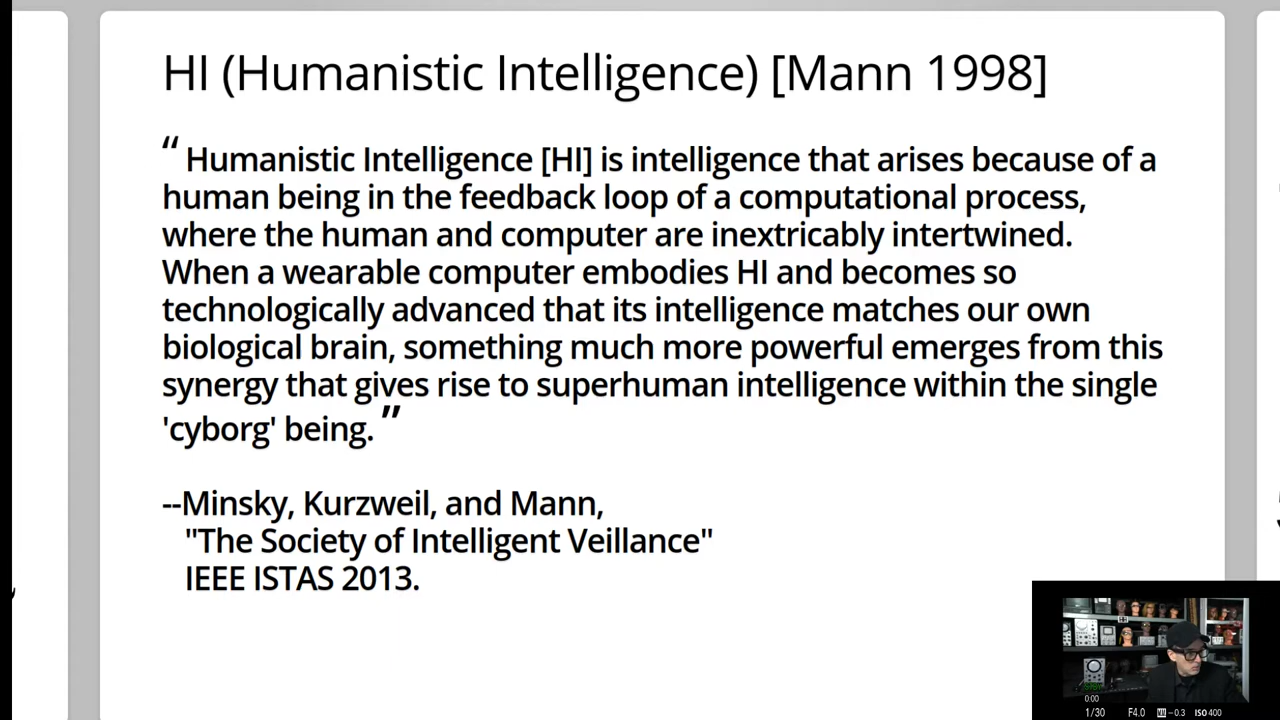 HI (Humanistic Intelligence) [Mann 1998]
“ Humanistic Intelligence [HI] is intelligence that arises because of a
human being in the feedback loop of a computational process,
where the human and computer are inextricably intertwined.
When a wearable computer embodies HI and becomes so
technologically advanced that its intelligence matches our own
biological brain, something much more powerful emerges from this
synergy that gives rise to superhuman intelligence within the single
'cyborg' being. ”
--Minsky, Kurzweil, and Mann,
"The Society of Intelligent Veillance"
IEEE ISTAS 2013.
0:00
1/30 F4.0 −0.3 ISO 400